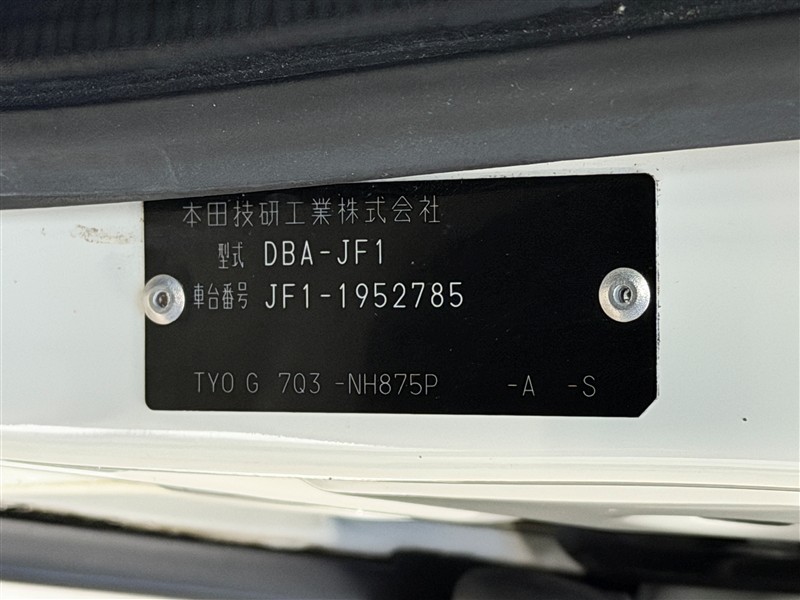 本田技研工業株式会社
型式 DBA-JF1
車台番号 JF1-1952785
TYO G 7Q3 -NH875P -A -S